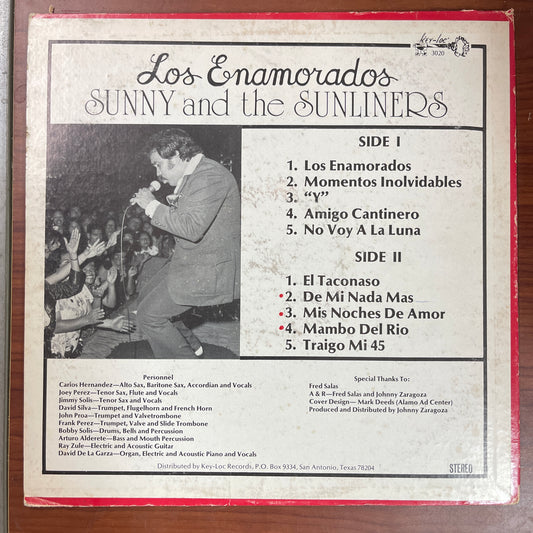 Key-Loc
3020
Los Enamorados
SUNNY and the SUNLINERS
SIDE I
1. Los Enamorados
2. Momentos Inolvidables
3. “Y”
4. Amigo Cantinero
5. No Voy A La Luna
SIDE II
1. El Taconaso
2. De Mi Nada Mas
3. Mis Noches De Amor
4. Mambo Del Rio
5. Traigo Mi 45
Personnel
Carlos Hernandez—Alto Sax, Baritone Sax, Accordian and Vocals
Joey Perez—Tenor Sax, Flute and Vocals
Jimmy Solis—Tenor Sax and Vocals
David Silva—Trumpet, Flugelhorn and French Horn
John Proa—Trumpet and Valvetrombone
Frank Perez—Trumpet, Valve and Slide Trombone
Bobby Solis—Drums, Bells and Percussion
Arturo Alderete—Bass and Mouth Percussion
Ray Zule—Electric and Acoustic Guitar
David De La Garza—Organ, Electric and Acoustic Piano and Vocals
Special Thanks To:
Fred Salas
A & R—Fred Salas and Johnny Zaragoza
Cover Design— Mark Deeds (Alamo Ad Center)
Produced and Distributed by Johnny Zaragoza
Distributed by Key-Loc Records, P.O. Box 9334, San Antonio, Texas 78204
STEREO